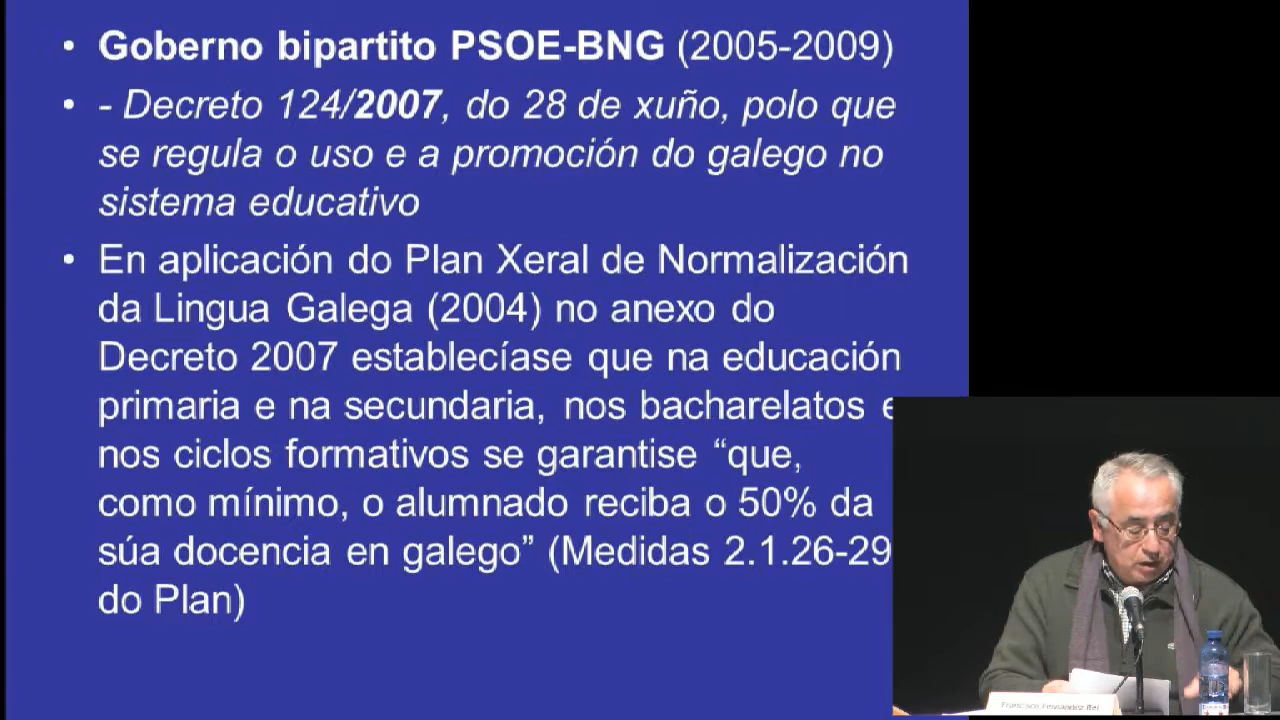 • Goberno bipartito PSOE-BNG (2005-2009)
• - Decreto 124/2007, do 28 de xuño, polo que
se regula o uso e a promoción do galego no
sistema educativo
• En aplicación do Plan Xeral de Normalización
da Lingua Galega (2004) no anexo do
Decreto 2007 establecíase que na educación
primaria e na secundaria, nos bacharelatos e
nos ciclos formativos se garantise “que,
como mínimo, o alumnado reciba o 50% da
súa docencia en galego” (Medidas 2.1.26-29
do Plan)
Francisco Fernández Rei